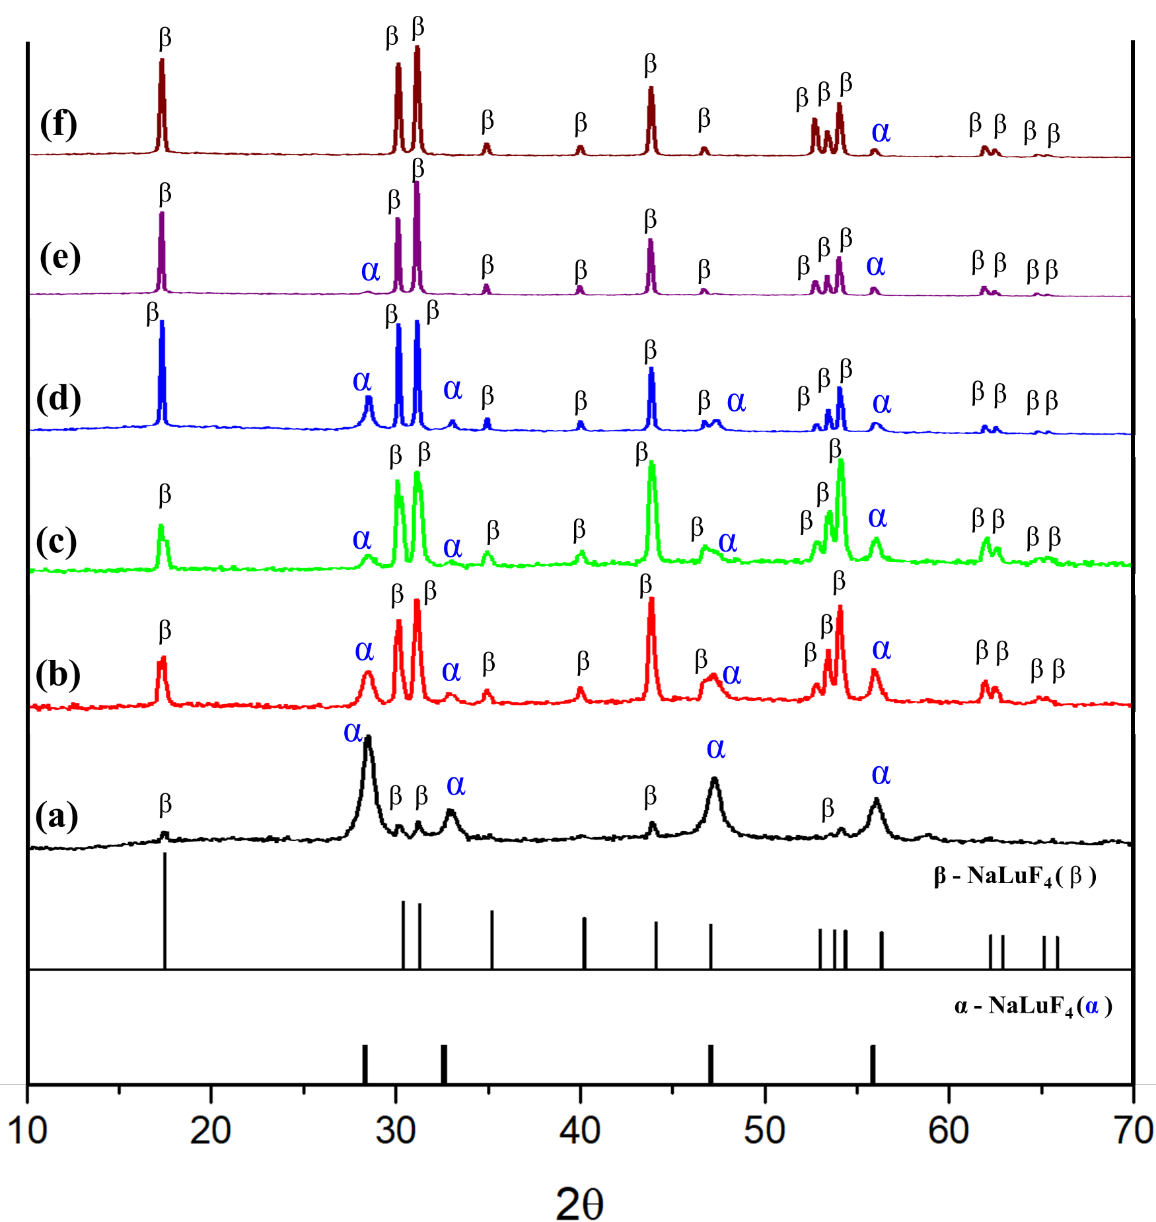 β β β β β β β β β β α β β β β
(f)
β α β β β β β β β β β α β β β β
(e)
β α β β α β β β β α β β β α β β β β
(d)
β α β β α β β β β α β β β α β β β β
(c)
β α β β α β β β β α β β β α β β β β
(b)
β α β β α β α β α
(a)
β - NaLuF₄( β )
α - NaLuF₄(α )
10 20 30 40 50 60 70
2θ